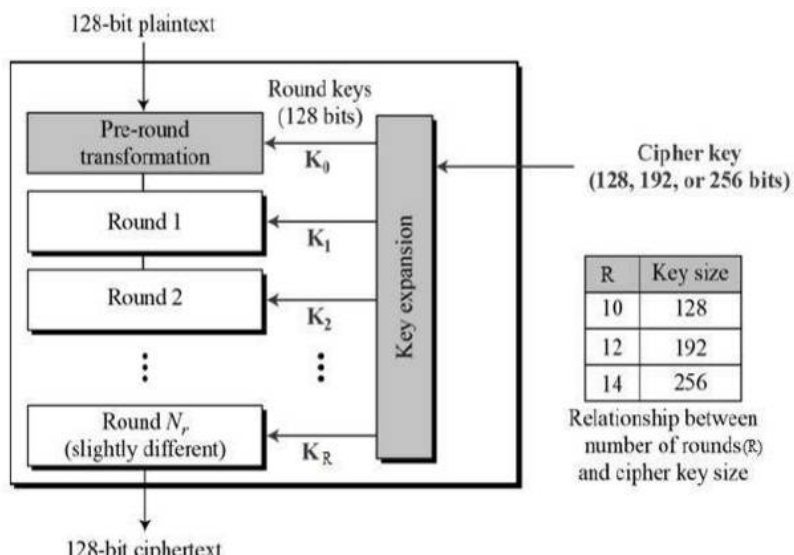 128-bit plaintext
Round keys
(128 bits)
Pre-round
transformation
K₀
Cipher key
(128, 192, or 256 bits)
Round 1
K₁
Round 2
K₂
Key expansion
Round Nᵣ
(slightly different)
K_R
R Key size
10 128
12 192
14 256
Relationship between
number of rounds(R)
and cipher key size
128-bit ciphertext